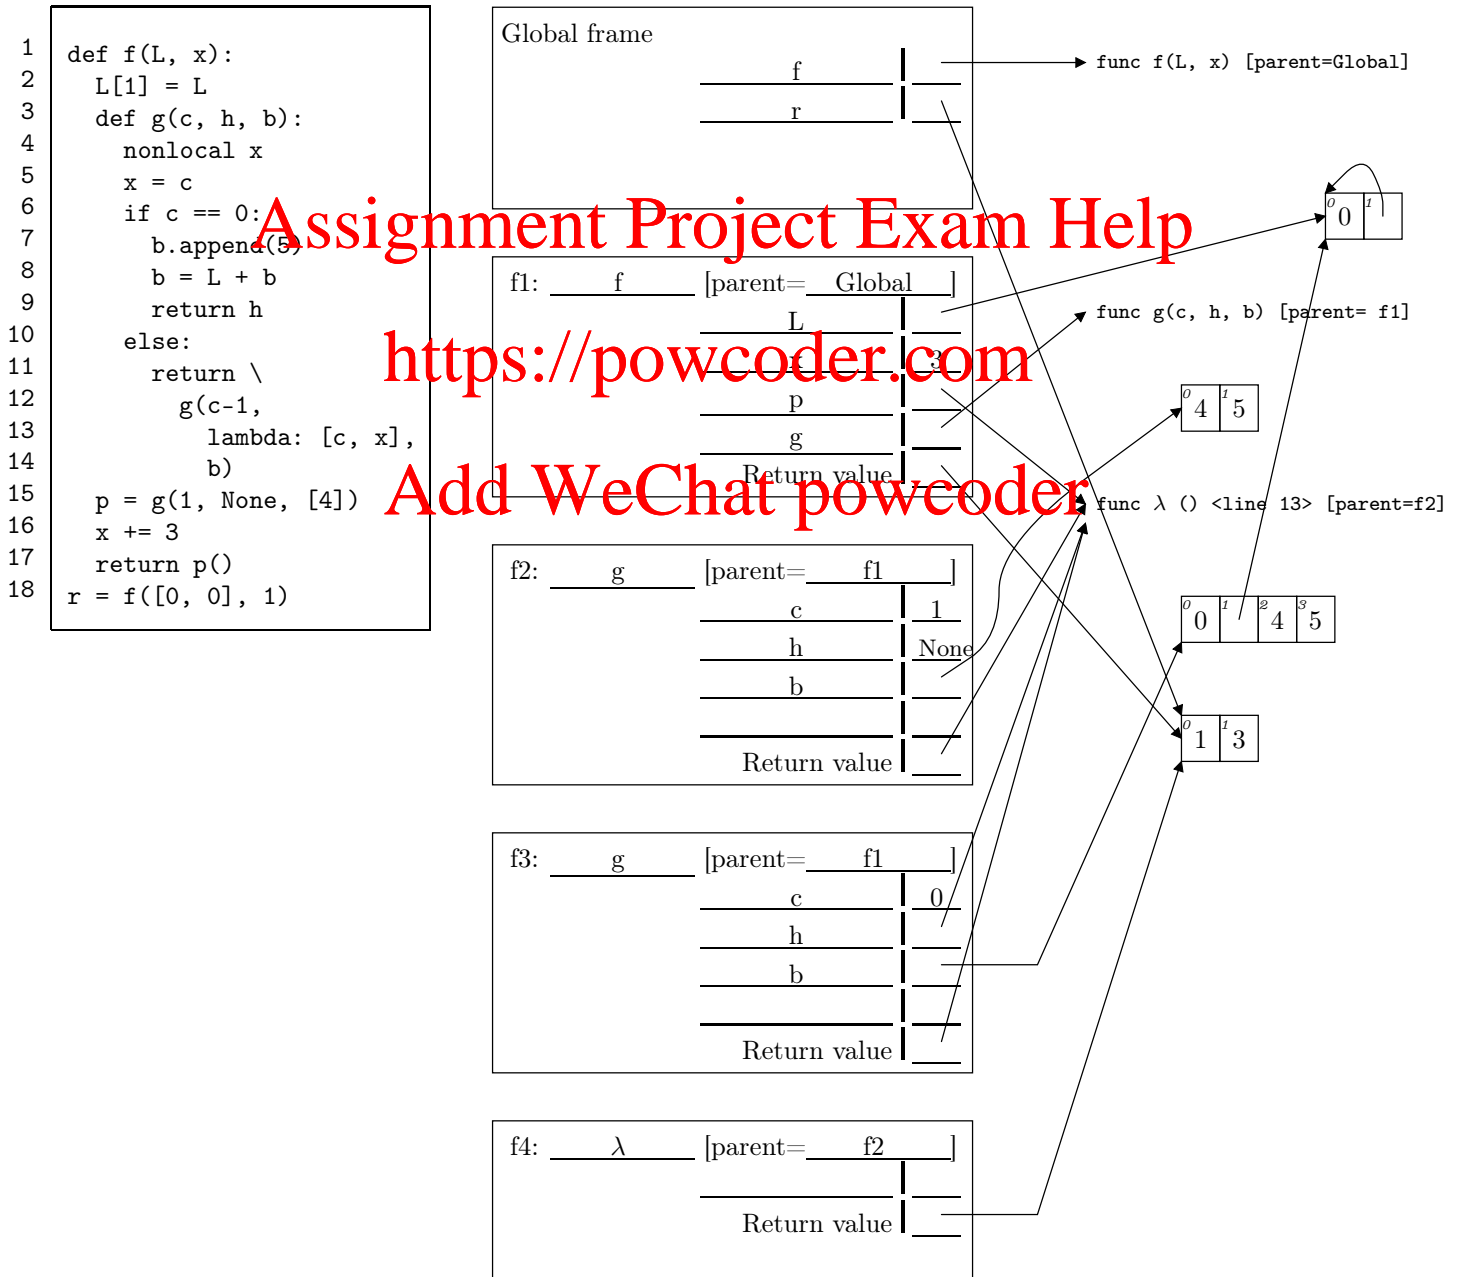 1 def f(L, x):
2 L[1] = L
3 def g(c, h, b):
4 nonlocal x
5 x = c
6 if c == 0:
7 b.append(5)
8 b = L + b
9 return h
10 else:
11 return \
12 g(c-1,
13 lambda: [c, x],
14 b)
15 p = g(1, None, [4])
16 x += 3
17 return p()
18 r = f([0, 0], 1)
Global frame
f
r
func f(L, x) [parent=Global]
0 0 1
Assignment Project Exam Help
f1: f [parent= Global ]
L
x 3
p
g
Return value
func g(c, h, b) [parent= f1]
https://powcoder.com
0 4 1 5
Add WeChat powcoder
func λ () <line 13> [parent=f2]
f2: g [parent= f1 ]
c 1
h None
b
Return value
0 0 1 2 4 3 5
0 1 1 3
f3: g [parent= f1 ]
c 0
h
b
Return value
f4: λ [parent= f2 ]
Return value